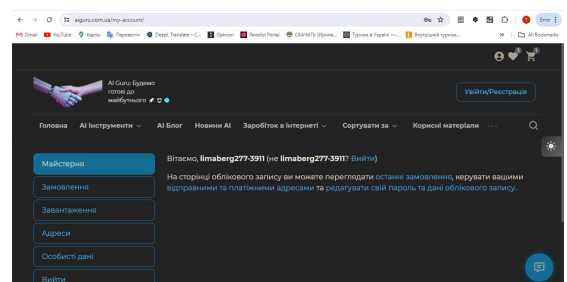 aiguru.com.ua/my-account/
Gmail YouTube Карты Перевести DeepL Translate – C... Opinion Panelist Portal Туризм в Україні —... Внутрішній туризм... All Bookmarks
0 0
AI Guru: Будемо
готові до
майбутнього
Увійти/Реєстрація
Головна AI Інструменти AI Блог Новини AI Заробіток в інтернеті Сортувати за Корисні матеріали
Майстерня
Вітаємо, limaberg277-3911 (не limaberg277-3911? Вийти)
На сторінці облікового запису ви можете переглядати останні замовлення, керувати вашими
відправними та платіжними адресами та редагувати свій пароль та дані облікового запису.
Замовлення
Завантаження
Адреси
Особисті дані
Вийти